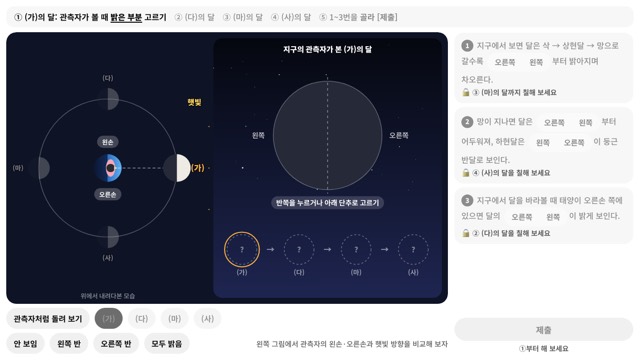 ① (가)의 달: 관측자가 볼 때 밝은 부분 고르기 ② (다)의 달 ③ (마)의 달 ④ (사)의 달 ⑤ 1~3번을 골라 [제출]
지구의 관측자가 본 (가)의 달
(다)
햇빛
왼손
(마)
(가)
오른손
(사)
위에서 내려다본 모습
왼쪽
오른쪽
반쪽을 누르거나 아래 단추로 고르기
? → ? → ? → ?
(가) (다) (마) (사)
관측자처럼 돌려 보기 (가) (다) (마) (사)
안 보임 왼쪽 반 오른쪽 반 모두 밝음
왼쪽 그림에서 관측자의 왼손·오른손과 햇빛 방향을 비교해 보자
1 지구에서 보면 달은 삭 → 상현달 → 망으로
갈수록 오른쪽 왼쪽 부터 밝아지며
차오른다.
③ (마)의 달까지 칠해 보세요
2 망이 지나면 달은 오른쪽 왼쪽 부터
어두워져, 하현달은 오른쪽 왼쪽 이 둥근
반달로 보인다.
④ (사)의 달을 칠해 보세요
3 지구에서 달을 바라볼 때 태양이 오른손 쪽에
있으면 달의 오른쪽 왼쪽 이 밝게 보인다.
② (다)의 달을 칠해 보세요
제출
①부터 해 보세요